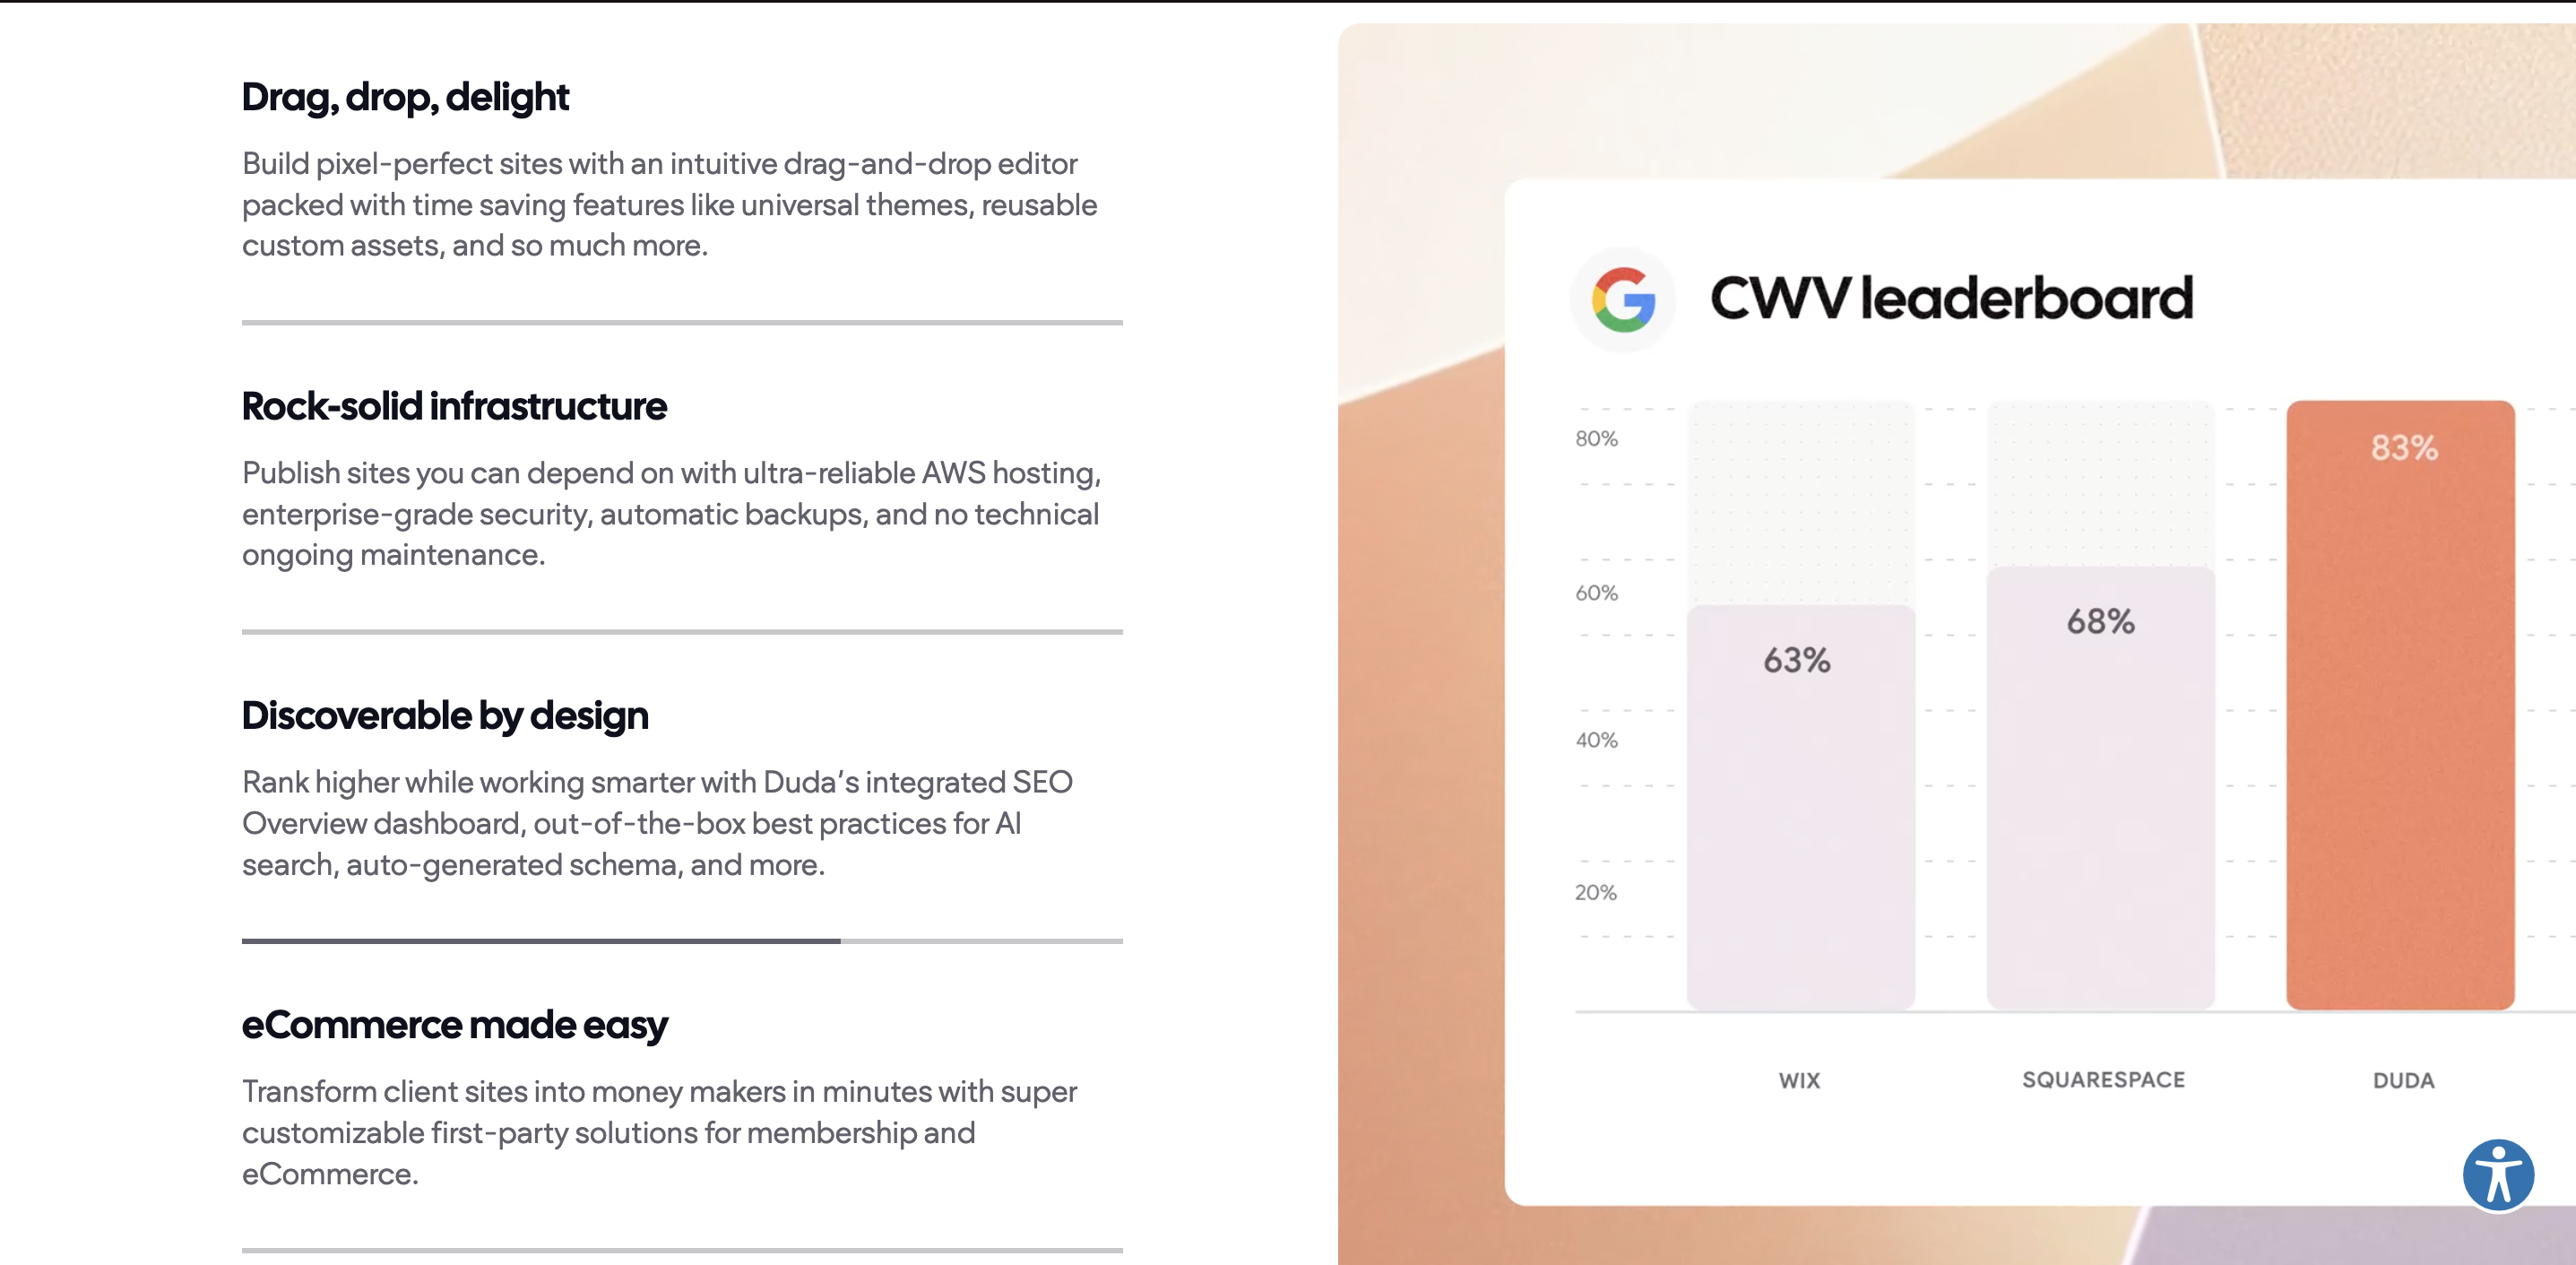 Drag, drop, delight
Build pixel-perfect sites with an intuitive drag-and-drop editor
packed with time saving features like universal themes, reusable
custom assets, and so much more.
Rock-solid infrastructure
Publish sites you can depend on with ultra-reliable AWS hosting,
enterprise-grade security, automatic backups, and no technical
ongoing maintenance.
Discoverable by design
Rank higher while working smarter with Duda’s integrated SEO
Overview dashboard, out-of-the-box best practices for AI
search, auto-generated schema, and more.
eCommerce made easy
Transform client sites into money makers in minutes with super
customizable first-party solutions for membership and
eCommerce.
G CWV leaderboard
80%
60%
40%
20%
63%
68%
83%
WIX
SQUARESPACE
DUDA